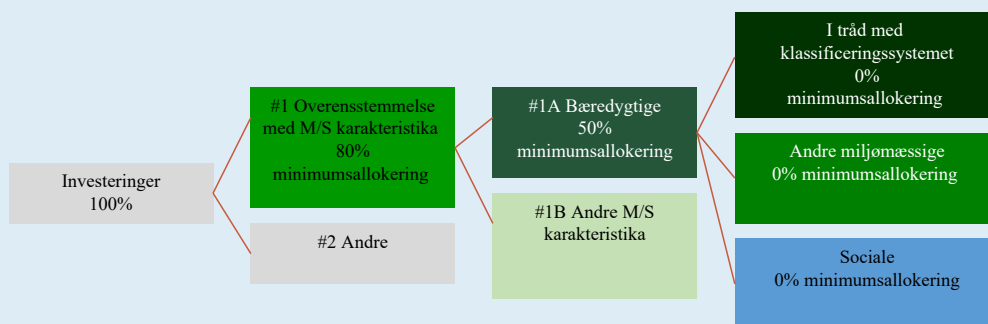 Investeringer
100%
#1 Overensstemmelse
med M/S karakteristika
80%
minimumsallokering
#2 Andre
#1A Bæredygtige
50%
minimumsallokering
#1B Andre M/S
karakteristika
I tråd med
klassificeringssystemet
0%
minimumsallokering
Andre miljømæssige
0% minimumsallokering
Sociale
0% minimumsallokering